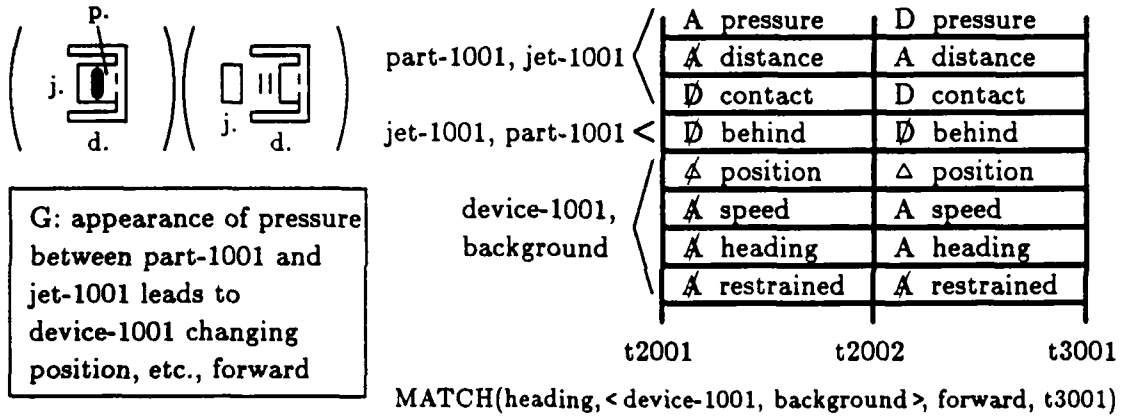 p.
j.
d.
j.
d.
G: appearance of pressure
between part-1001 and
jet-1001 leads to
device-1001 changing
position, etc., forward
part-1001, jet-1001
jet-1001, part-1001
device-1001,
background
A pressure D pressure
A̸ distance A distance
D̸ contact D contact
D̸ behind D̸ behind
Δ̸ position Δ position
A̸ speed A speed
A̸ heading A heading
A̸ restrained A̸ restrained
t2001 t2002 t3001
MATCH(heading,<device-1001, background>, forward, t3001)